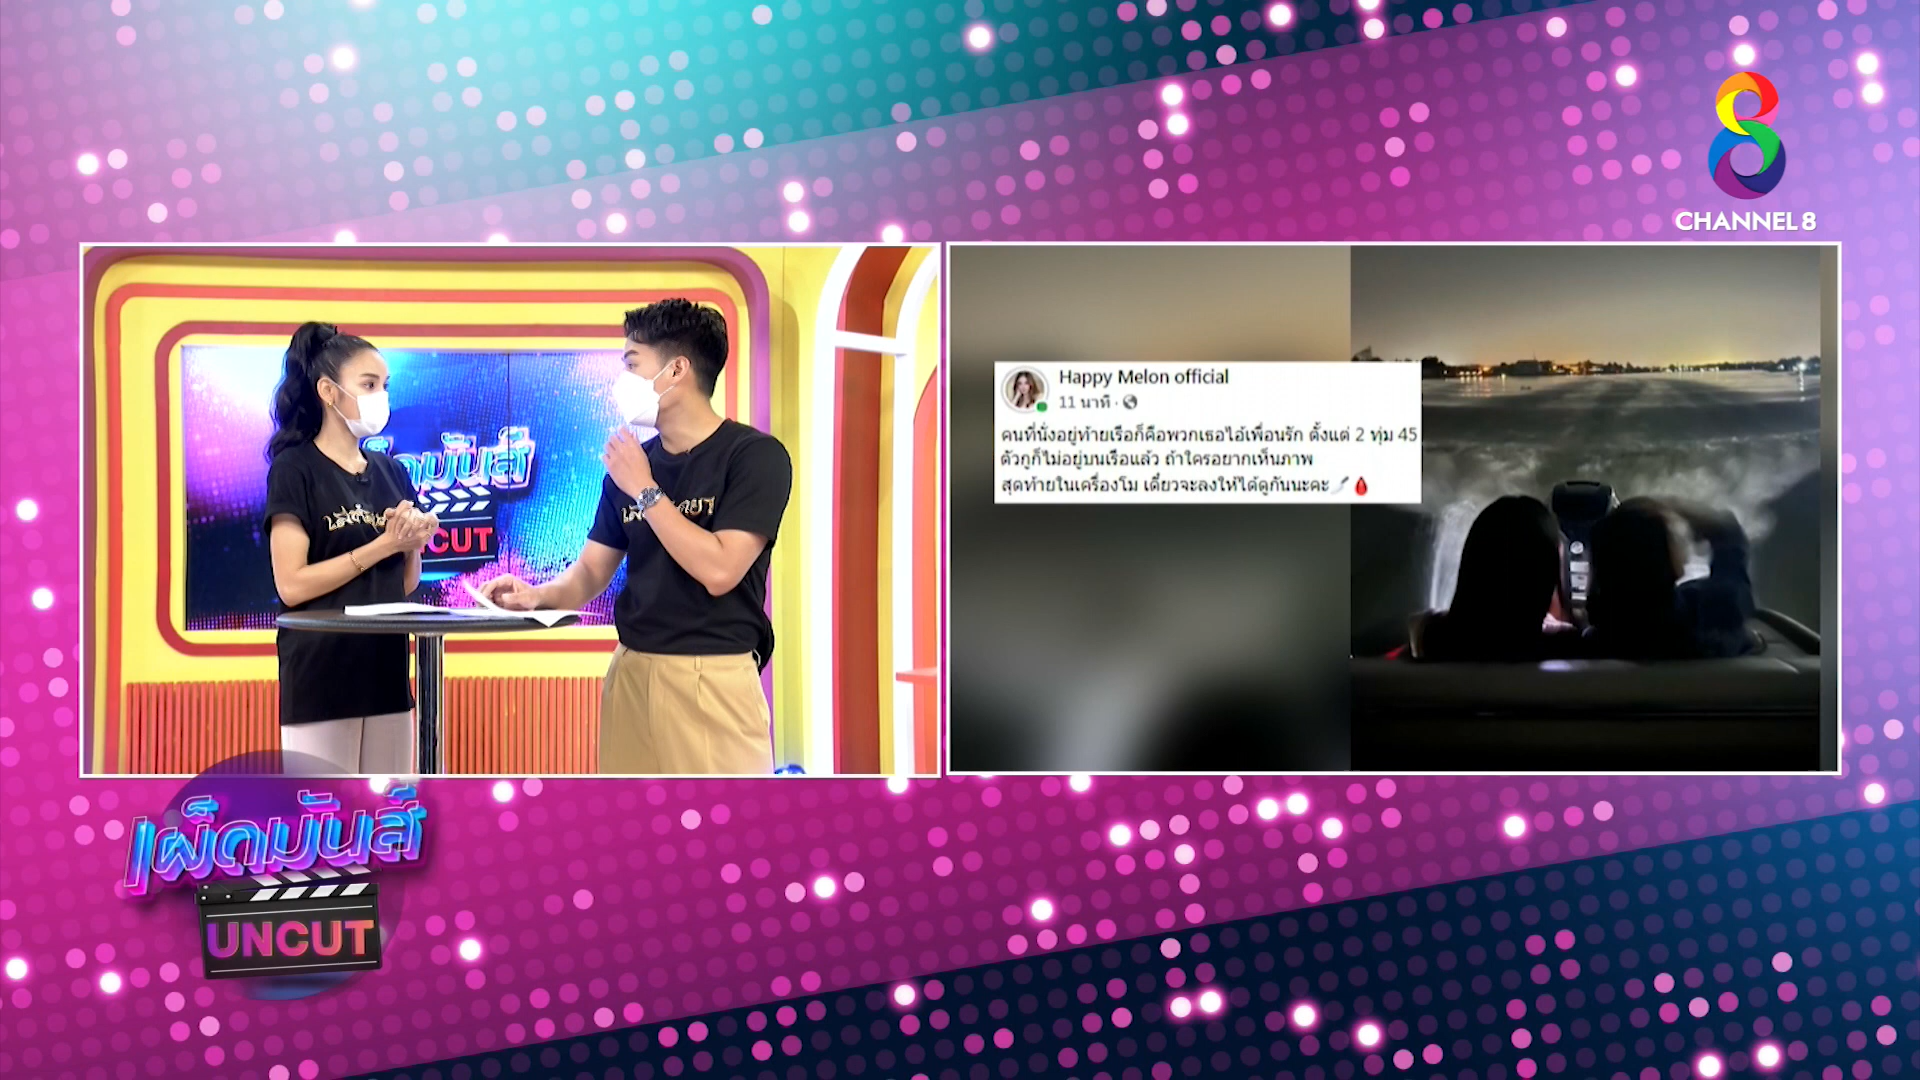 CHANNEL 8
Happy Melon official
11 นาที ·
คนที่นั่งอยู่ท้ายเรือก็คือพวกเธอไอ้เพื่อนรัก ตั้งแต่ 2 ทุ่ม 45
ตัวกูก็ไม่อยู่บนเรือแล้ว ถ้าใครอยากเห็นภาพ
สุดท้ายในเครื่องโม เดี๋ยวจะลงให้ได้ดูกันนะคะ
เผ็ดมันส์
UNCUT